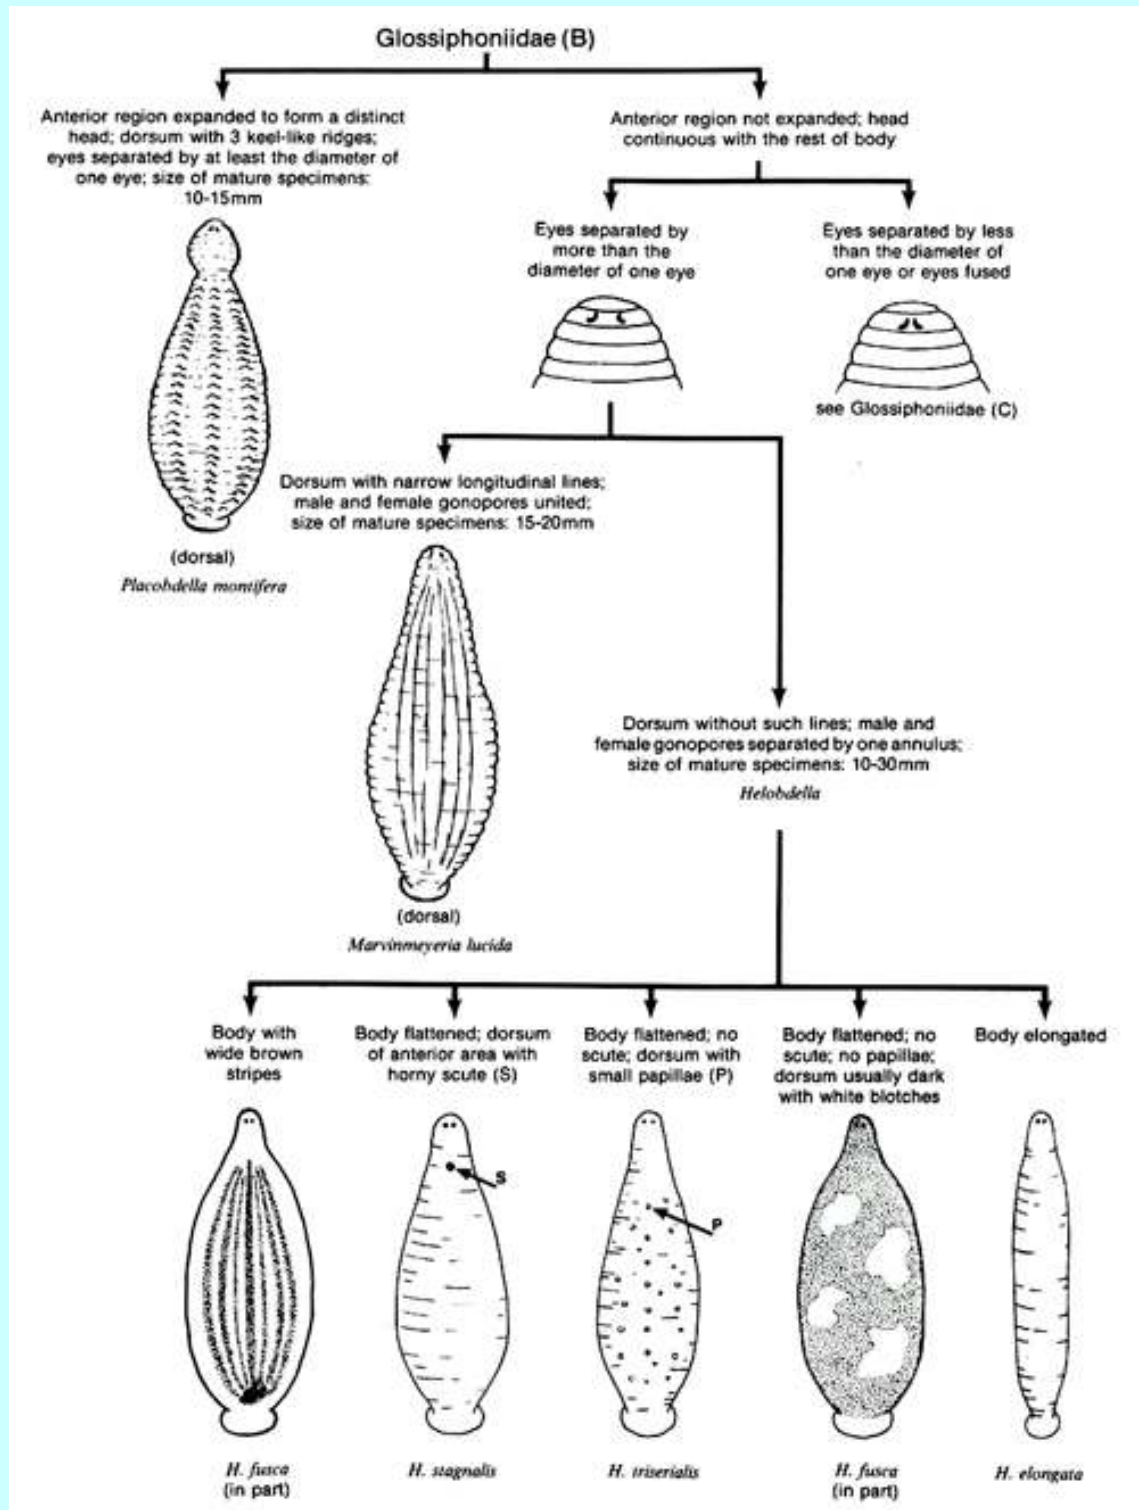 Glossiphoniidae (B)
Anterior region expanded to form a distinct
head; dorsum with 3 keel-like ridges;
eyes separated by at least the diameter of
one eye; size of mature specimens:
10-15mm
(dorsal)
Placobdella montifera
Anterior region not expanded; head
continuous with the rest of body
Eyes separated by
more than the
diameter of one eye
Eyes separated by less
than the diameter of
one eye or eyes fused
see Glossiphoniidae (C)
Dorsum with narrow longitudinal lines;
male and female gonopores united;
size of mature specimens: 15-20mm
(dorsal)
Marvinmeyeria lucida
Dorsum without such lines; male and
female gonopores separated by one annulus;
size of mature specimens: 10-30mm
Helobdella
Body with
wide brown
stripes
H. fusca
(in part)
Body flattened; dorsum
of anterior area with
horny scute (S)
S
H. stagnalis
Body flattened; no
scute; dorsum with
small papillae (P)
P
H. triserialis
Body flattened; no
scute; no papillae;
dorsum usually dark
with white blotches
H. fusca
(in part)
Body elongated
H. elongata